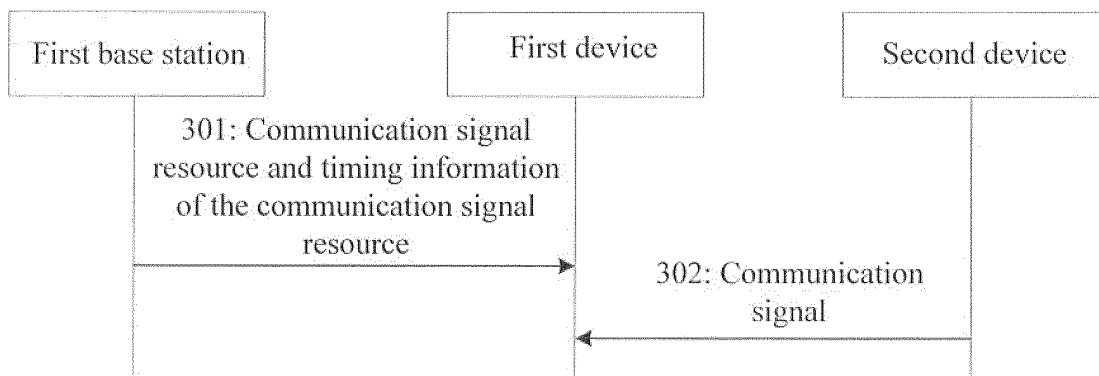 First base station
First device
Second device
301: Communication signal
resource and timing information
of the communication signal
resource
302: Communication
signal